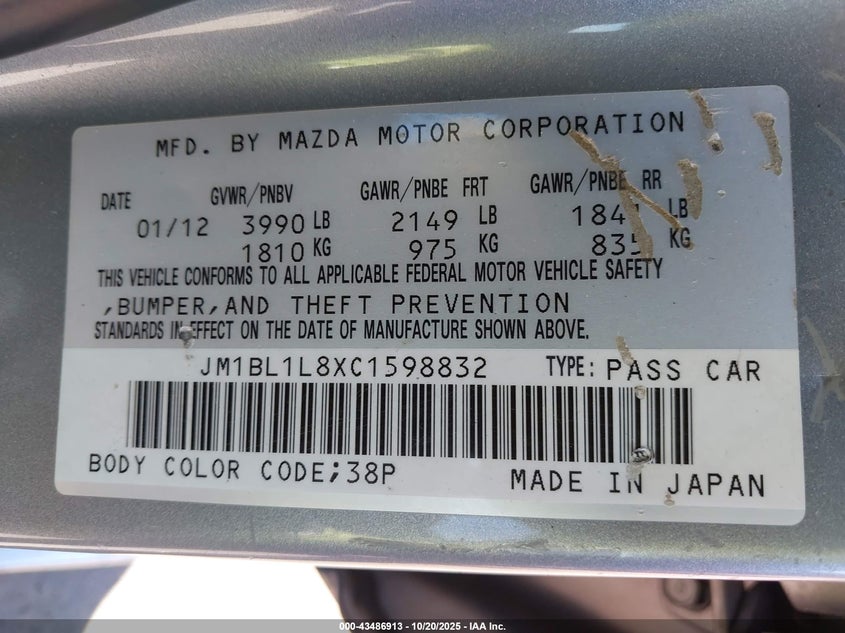 MFD. BY MAZDA MOTOR CORPORATION
DATE GVWR/PNBV GAWR/PNBE FRT GAWR/PNBE RR
01/12 3990 LB 2149 LB 1841 LB
1810 KG 975 KG 835 KG
THIS VEHICLE CONFORMS TO ALL APPLICABLE FEDERAL MOTOR VEHICLE SAFETY
,BUMPER,AND THEFT PREVENTION
STANDARDS IN EFFECT ON THE DATE OF MANUFACTURE SHOWN ABOVE.
JM1BL1L8XC1598832 TYPE: PASS CAR
BODY COLOR CODE;38P MADE IN JAPAN
000-43486913 - 10/20/2025 - IAA Inc.